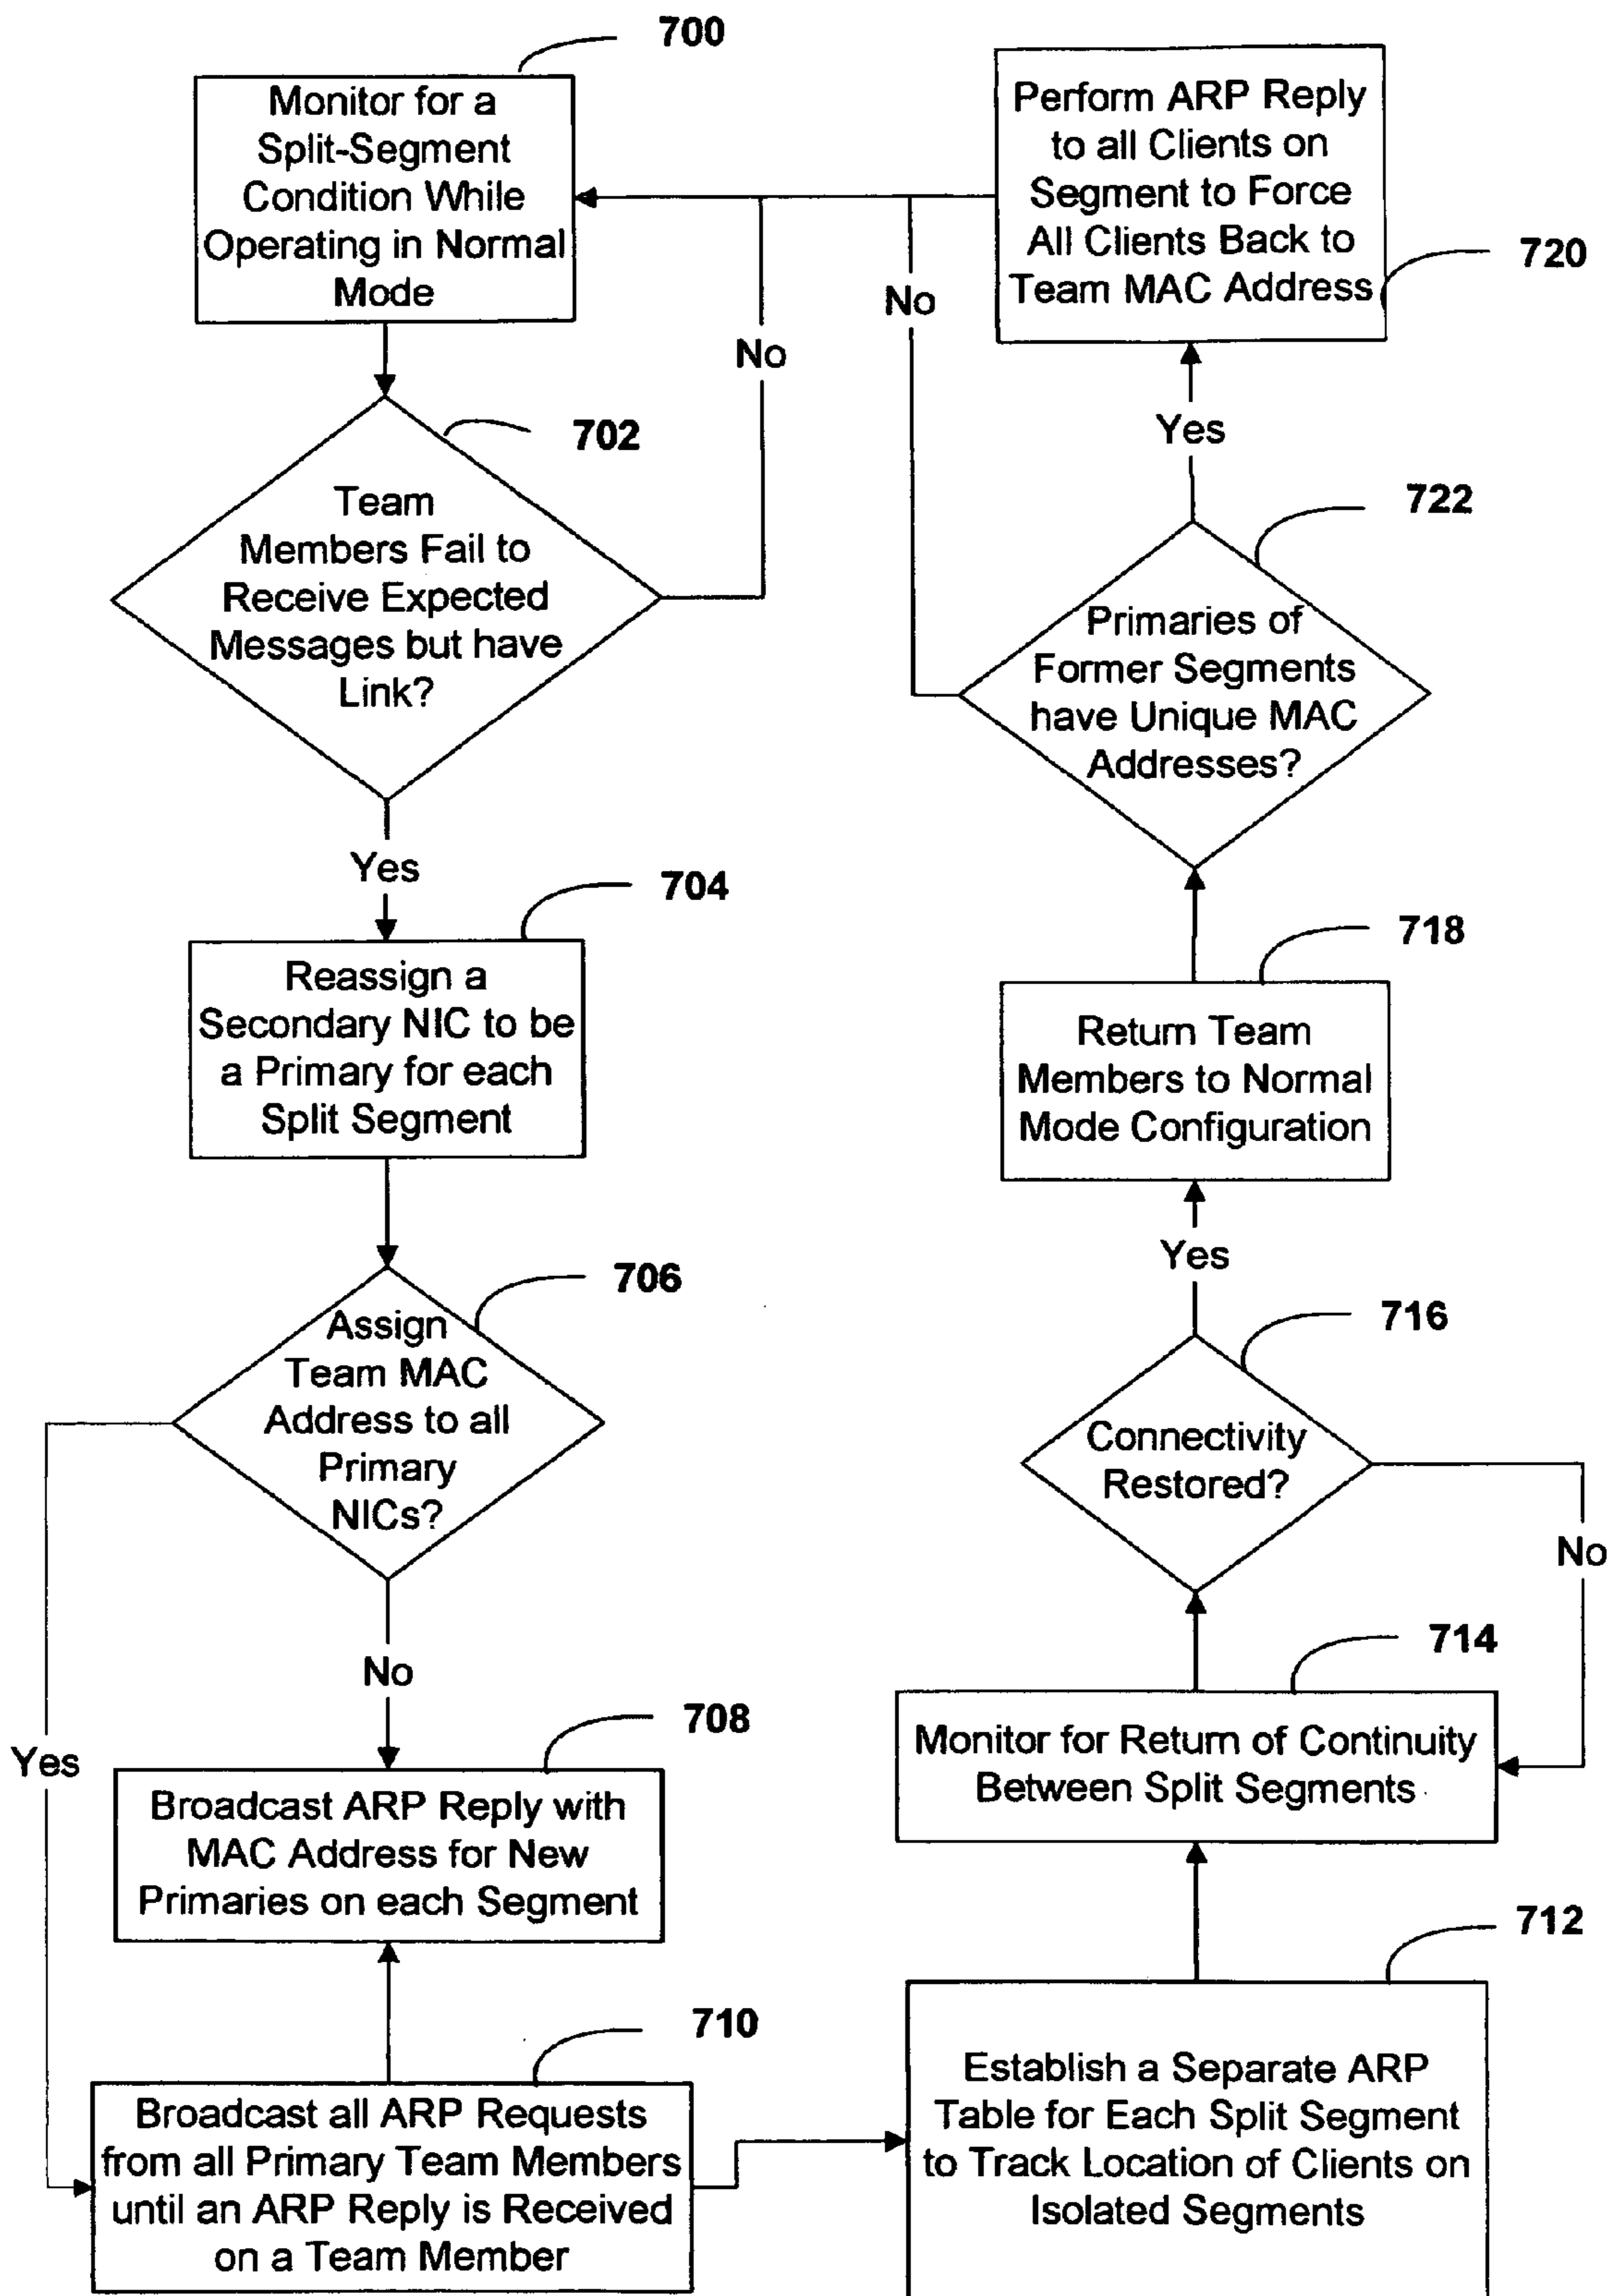 700
Monitor for a
Split-Segment
Condition While
Operating in Normal
Mode
No
702
Team
Members Fail to
Receive Expected
Messages but have
Link?
Yes
704
Reassign a
Secondary NIC to be
a Primary for each
Split Segment
706
Assign
Team MAC
Address to all
Primary
NICs?
Yes
No
708
Broadcast ARP Reply with
MAC Address for New
Primaries on each Segment
710
Broadcast all ARP Requests
from all Primary Team Members
until an ARP Reply is Received
on a Team Member
712
Establish a Separate ARP
Table for Each Split Segment
to Track Location of Clients on
Isolated Segments
714
Monitor for Return of Continuity
Between Split Segments
716
Connectivity
Restored?
No
Yes
718
Return Team
Members to Normal
Mode Configuration
722
Primaries of
Former Segments
have Unique MAC
Addresses?
No
Yes
720
Perform ARP Reply
to all Clients on
Segment to Force
All Clients Back to
Team MAC Address